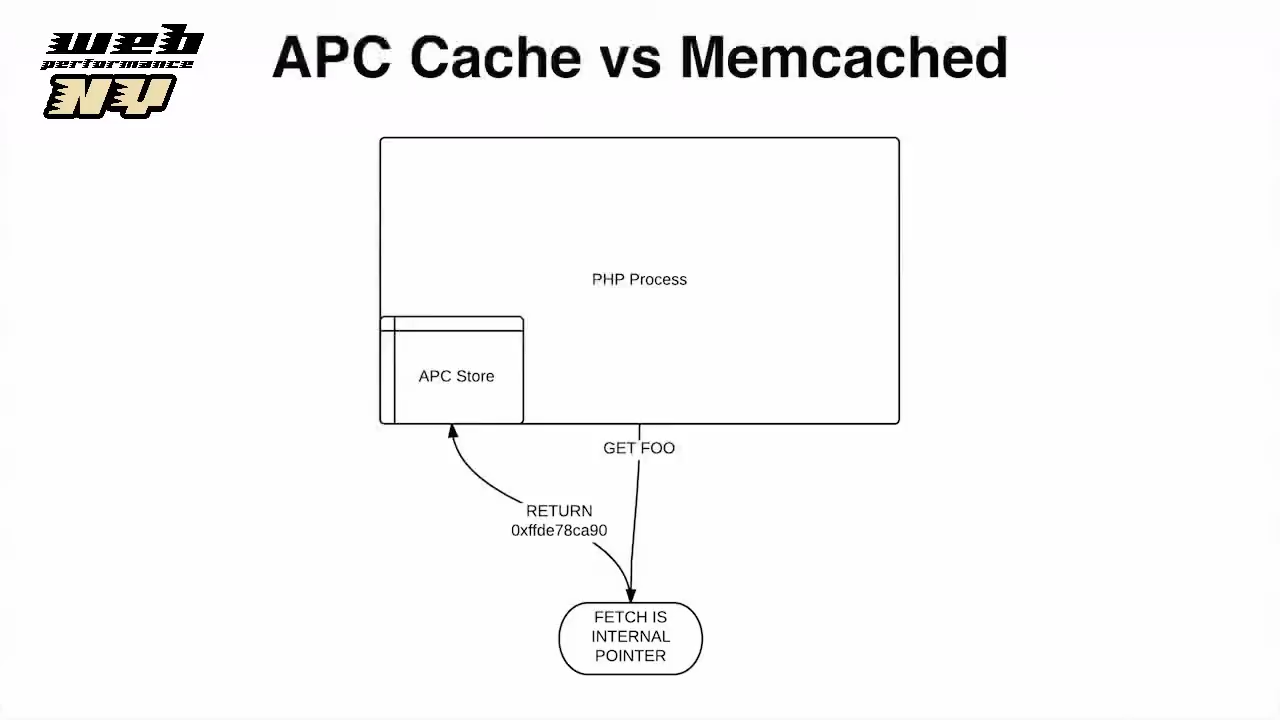 web
performance
NY
APC Cache vs Memcached
PHP Process
APC Store
GET FOO
RETURN
0xffde78ca90
FETCH IS
INTERNAL
POINTER